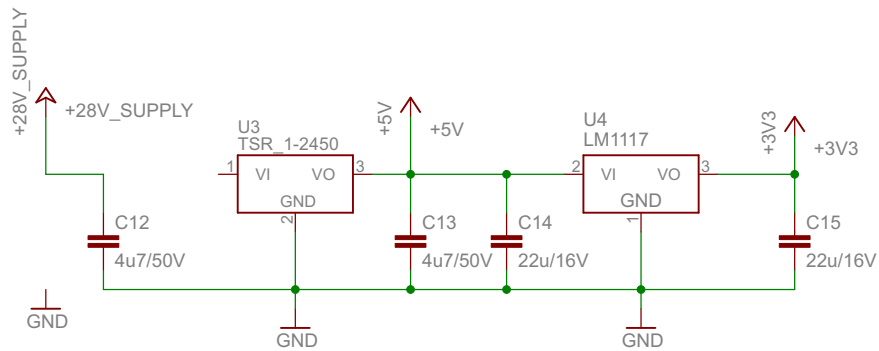 +28V_SUPPLY
+28V_SUPPLY
U3
TSR_1-2450
1
VI
VO
3
GND
2
+5V
+5V
U4
LM1117
2
VI
VO
3
GND
1
+3V3
+3V3
C12
4u7/50V
C13
4u7/50V
C14
22u/16V
C15
22u/16V
GND
GND
GND